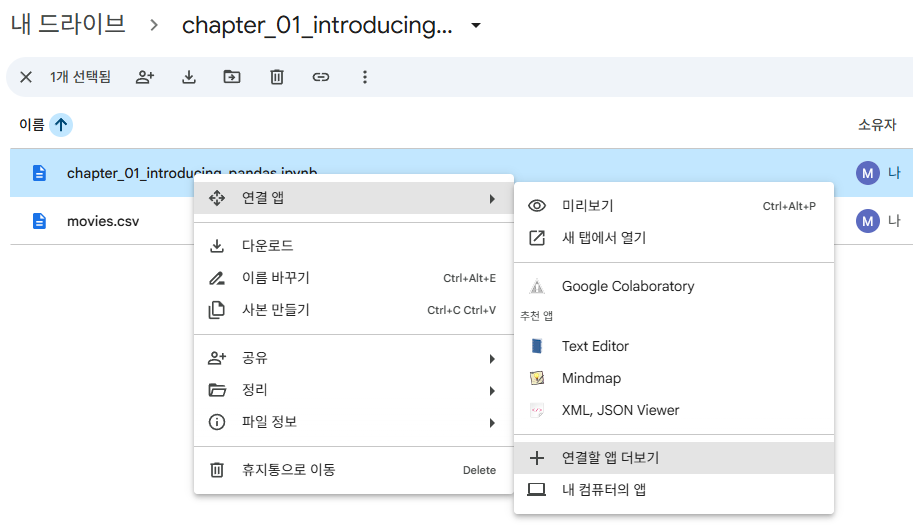 내 드라이브 > chapter_01_introducing...
1개 선택됨
이름 소유자
chapter_01_introducing_pandas.ipynb M 나
movies.csv M 나
연결 앱
다운로드
이름 바꾸기 Ctrl+Alt+E
사본 만들기 Ctrl+C Ctrl+V
공유
정리
파일 정보
휴지통으로 이동 Delete
미리보기 Ctrl+Alt+P
새 탭에서 열기
Google Colaboratory
추천 앱
Text Editor
Mindmap
XML, JSON Viewer
연결할 앱 더보기
내 컴퓨터의 앱